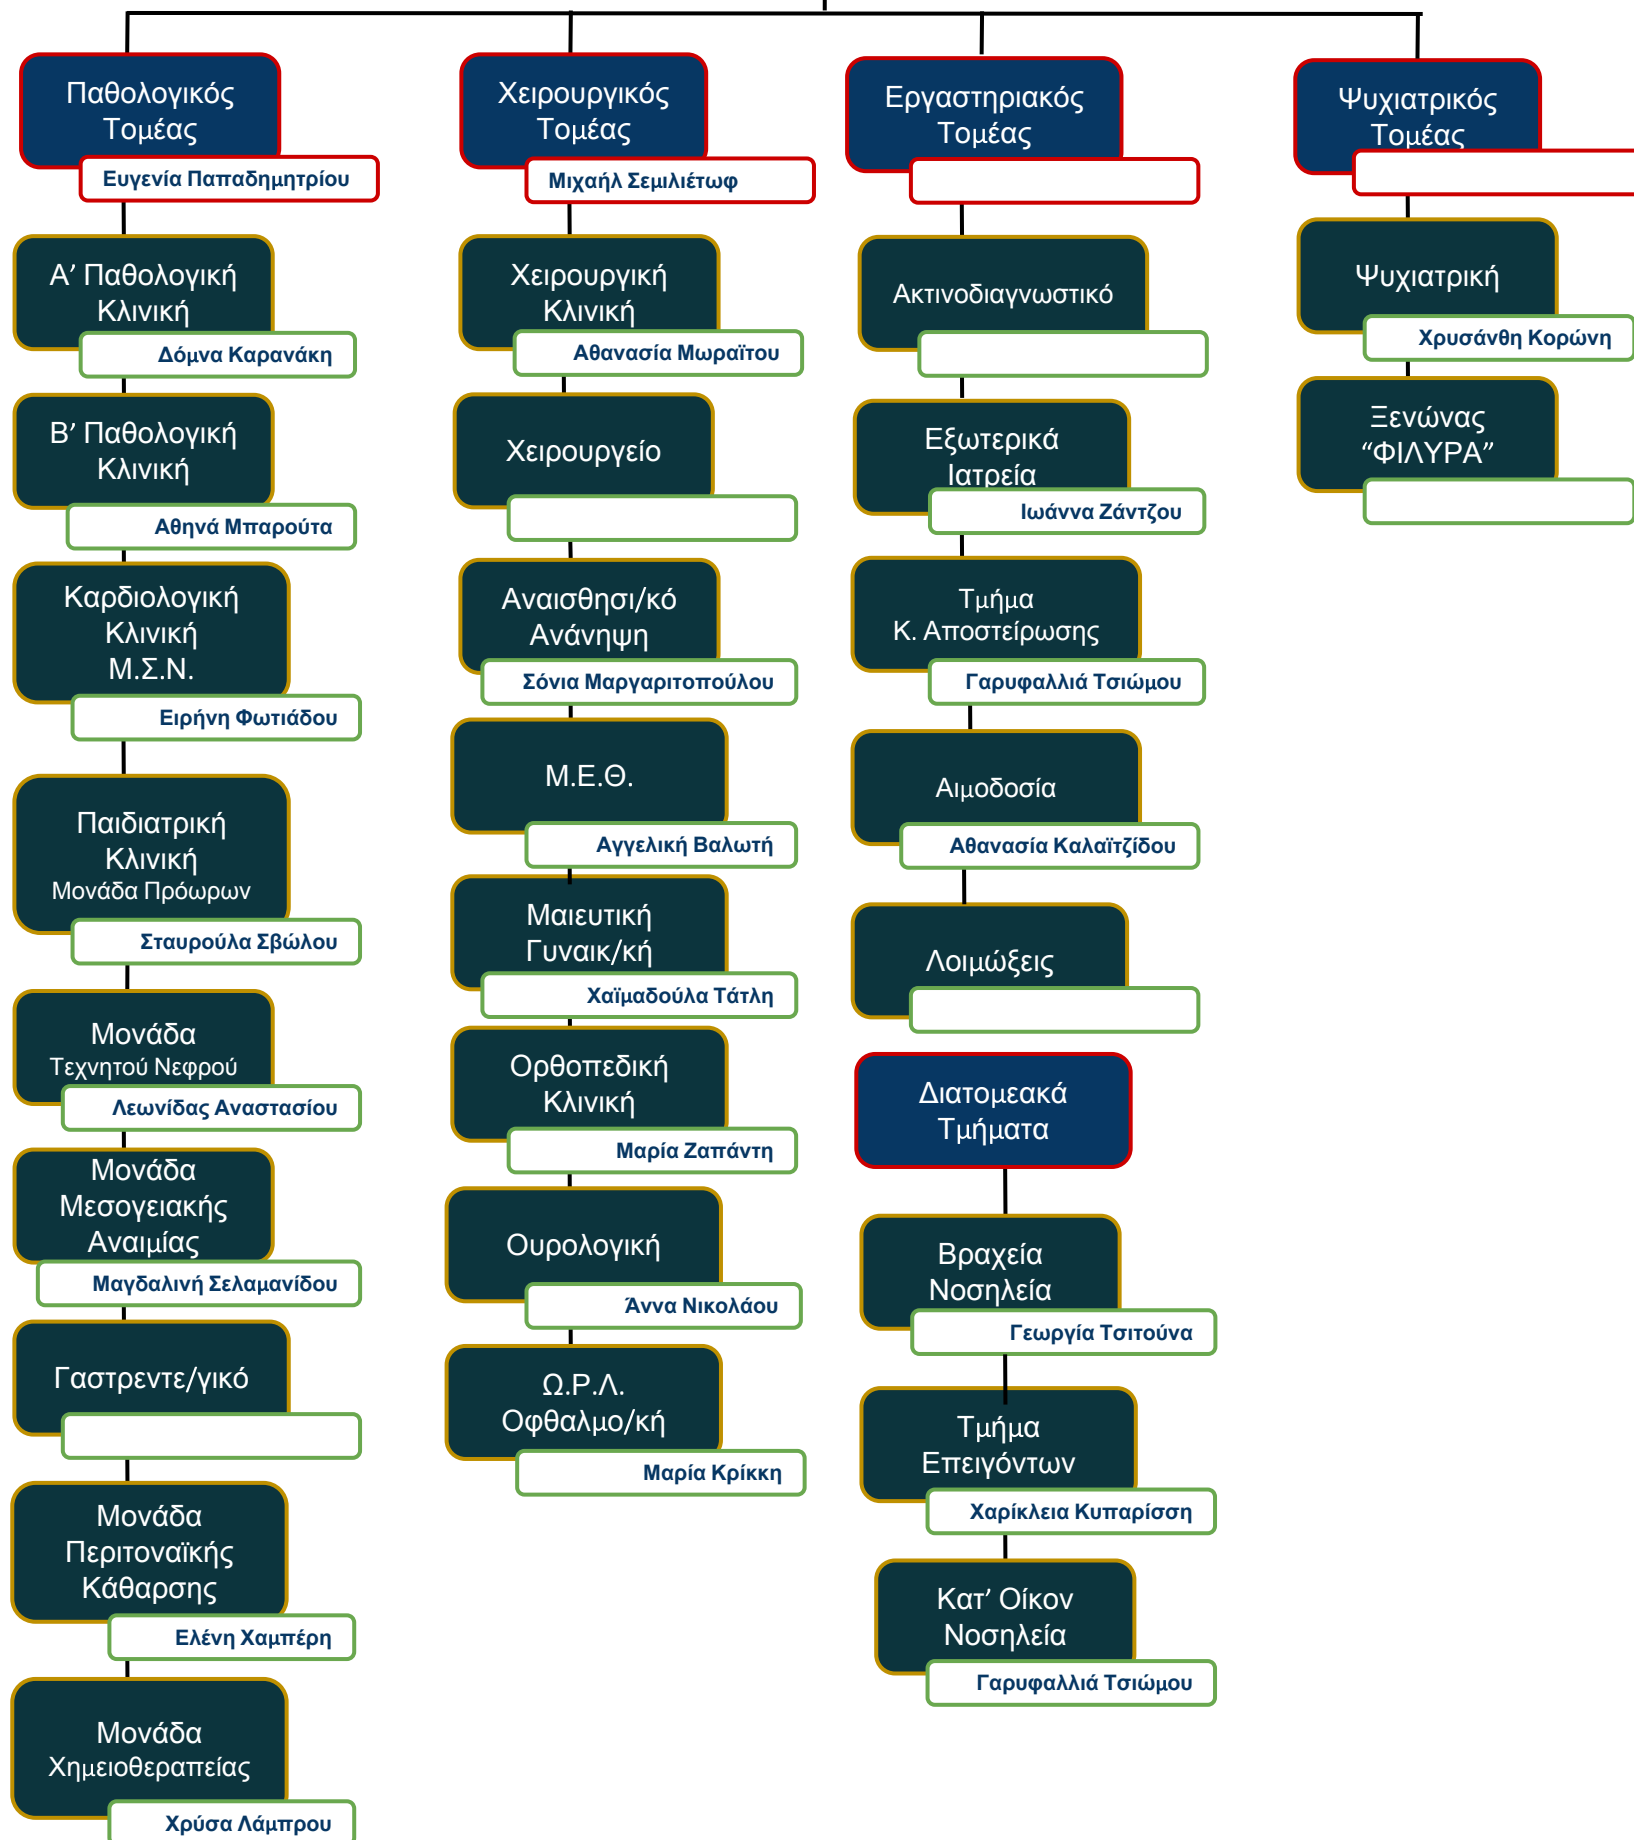 Παθολογικός
Τομέας
Ευγενία Παπαδημητρίου
Α’ Παθολογική
Κλινική
Δόμνα Καρανάκη
Β’ Παθολογική
Κλινική
Αθηνά Μπαρούτα
Καρδιολογική
Κλινική
Μ.Σ.Ν.
Ειρήνη Φωτιάδου
Παιδιατρική
Κλινική
Μονάδα Πρόωρων
Σταυρούλα Σβώλου
Μονάδα
Τεχνητού Νεφρού
Λεωνίδας Αναστασίου
Μονάδα
Μεσογειακής
Αναιμίας
Μαγδαλινή Σελαμανίδου
Γαστρεντε/γικό
Μονάδα
Περιτοναϊκής
Κάθαρσης
Ελένη Χαμπέρη
Μονάδα
Χημειοθεραπείας
Χρύσα Λάμπρου
Χειρουργικός
Τομέας
Μιχαήλ Σεμιλιέτωφ
Χειρουργική
Κλινική
Αθανασία Μωραϊτου
Χειρουργείο
Αναισθησι/κό
Ανάνηψη
Σόνια Μαργαριτοπούλου
Μ.Ε.Θ.
Αγγελική Βαλωτή
Μαιευτική
Γυναικ/κή
Χαϊμαδούλα Τάτλη
Ορθοπεδική
Κλινική
Μαρία Ζαπάντη
Ουρολογική
Άννα Νικολάου
Ω.Ρ.Λ.
Οφθαλμο/κή
Μαρία Κρίκκη
Εργαστηριακός
Τομέας
Ακτινοδιαγνωστικό
Εξωτερικά
Ιατρεία
Ιωάννα Ζάντζου
Τμήμα
Κ. Αποστείρωσης
Γαρυφαλλιά Τσιώμου
Αιμοδοσία
Αθανασία Καλαϊτζίδου
Λοιμώξεις
Διατομεακά
Τμήματα
Βραχεία
Νοσηλεία
Γεωργία Τσιτούνα
Τμήμα
Επειγόντων
Χαρίκλεια Κυπαρίσση
Κατ’ Οίκον
Νοσηλεία
Γαρυφαλλιά Τσιώμου
Ψυχιατρικός
Τομέας
Ψυχιατρική
Χρυσάνθη Κορώνη
Ξενώνας
“ΦΙΛΥΡΑ”